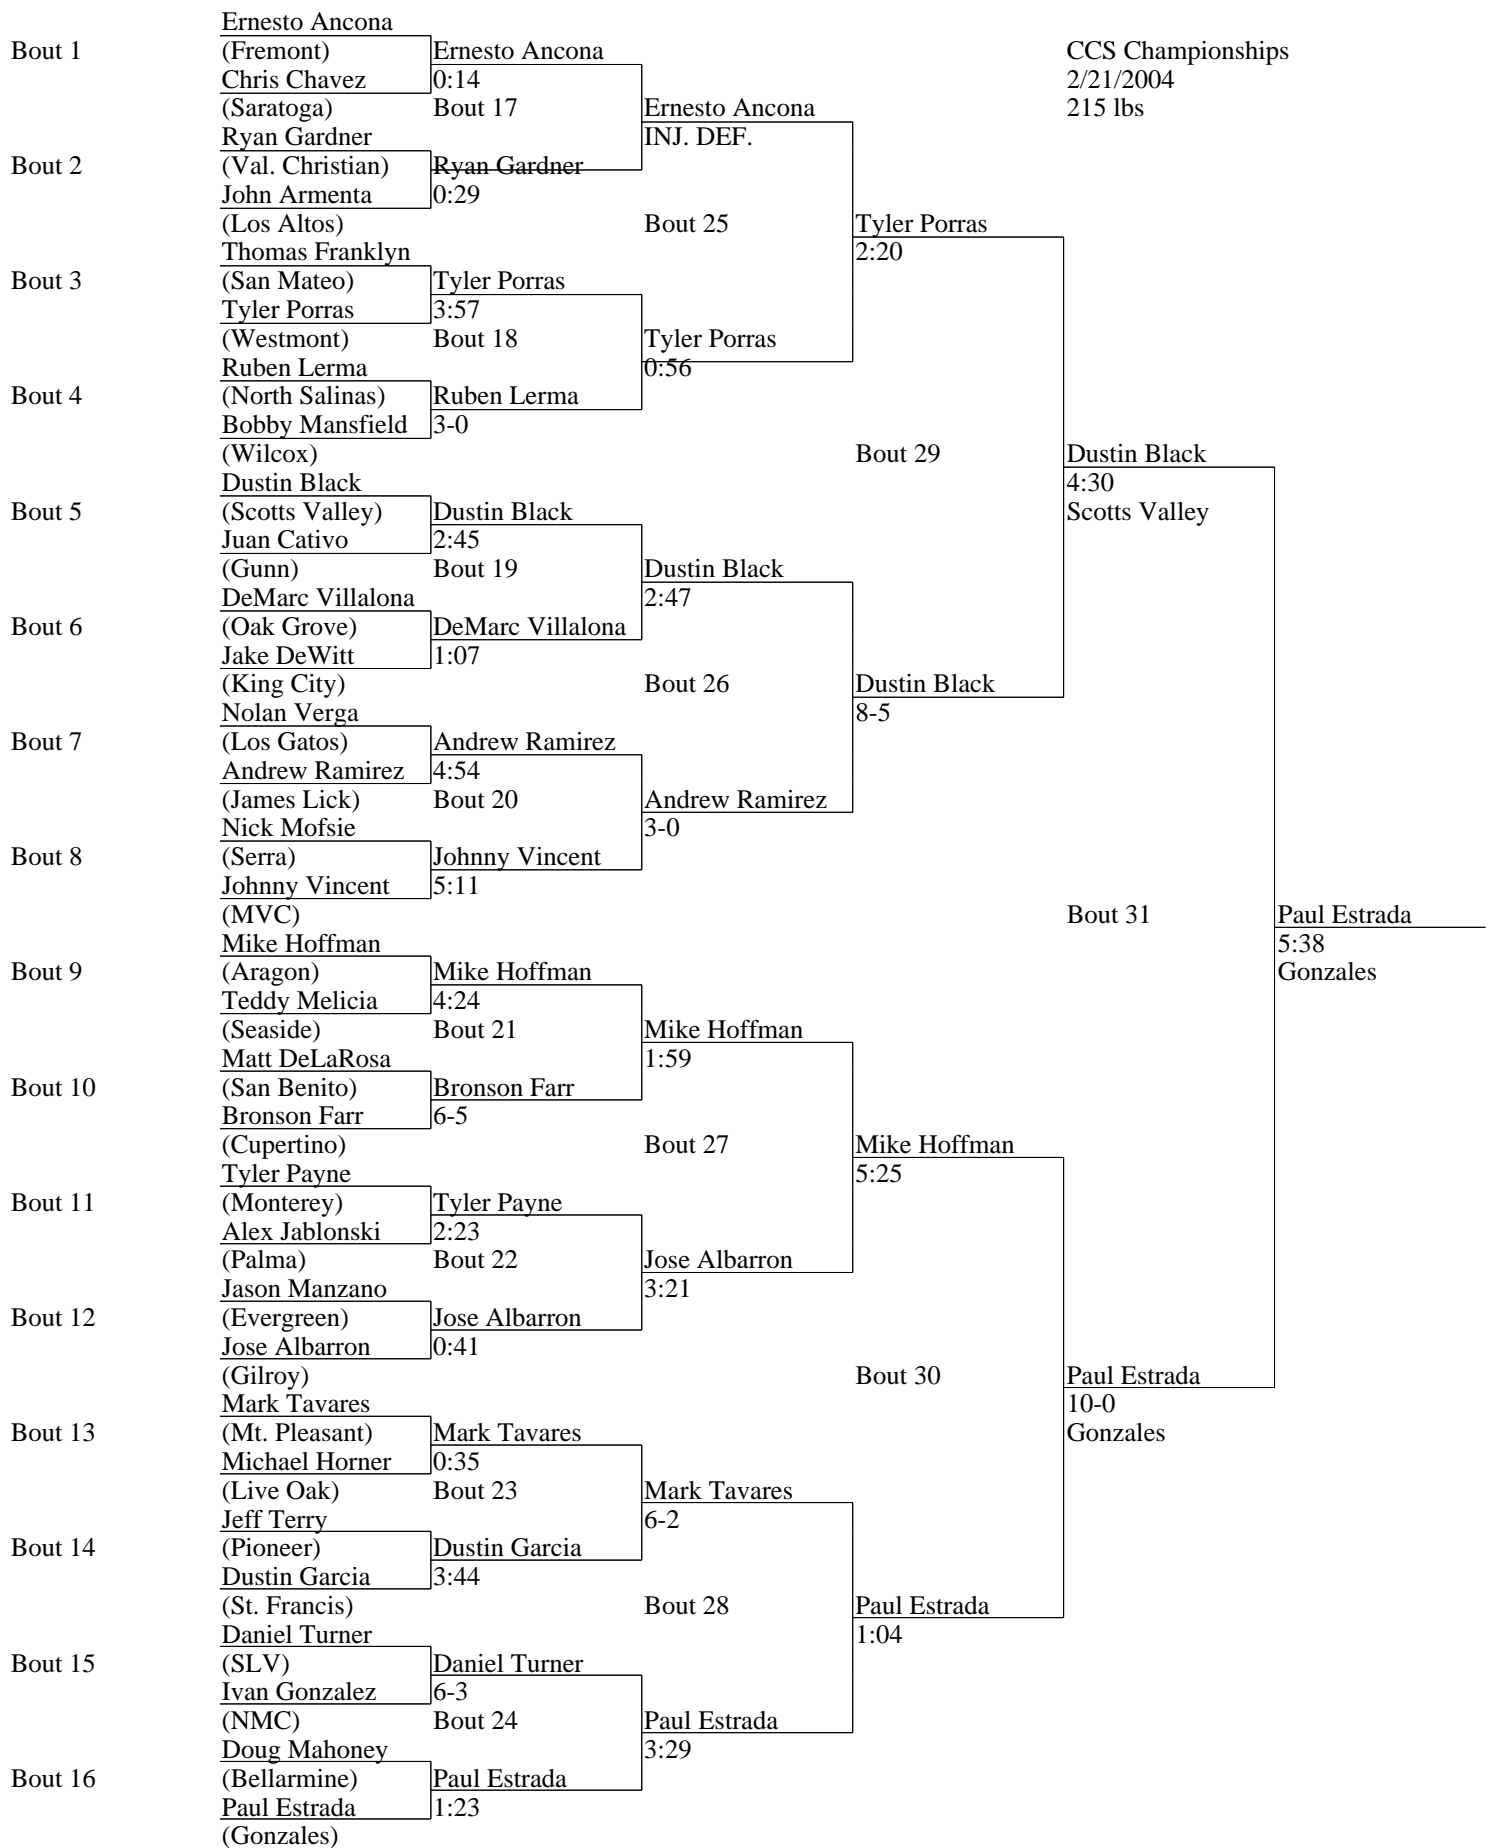 Ernesto Ancona
Bout 1 (Fremont) Ernesto Ancona CCS Championships
Chris Chavez 0:14 2/21/2004
(Saratoga) Bout 17 Ernesto Ancona 215 lbs
Ryan Gardner INJ. DEF.
Bout 2 (Val. Christian) Ryan Gardner
John Armenta 0:29
(Los Altos) Bout 25 Tyler Porras
Thomas Franklyn 2:20
Bout 3 (San Mateo) Tyler Porras
Tyler Porras 3:57
(Westmont) Bout 18 Tyler Porras
Ruben Lerma 0:56
Bout 4 (North Salinas) Ruben Lerma
Bobby Mansfield 3-0
(Wilcox) Bout 29 Dustin Black
Dustin Black 4:30
Bout 5 (Scotts Valley) Dustin Black Scotts Valley
Juan Cativo 2:45
(Gunn) Bout 19 Dustin Black
DeMarc Villalona 2:47
Bout 6 (Oak Grove) DeMarc Villalona
Jake DeWitt 1:07
(King City) Bout 26 Dustin Black
Nolan Verga 8-5
Bout 7 (Los Gatos) Andrew Ramirez
Andrew Ramirez 4:54
(James Lick) Bout 20 Andrew Ramirez
Nick Mofsie 3-0
Bout 8 (Serra) Johnny Vincent
Johnny Vincent 5:11
(MVC) Bout 31 Paul Estrada
Mike Hoffman 5:38
Bout 9 (Aragon) Mike Hoffman Gonzales
Teddy Melicia 4:24
(Seaside) Bout 21 Mike Hoffman
Matt DeLaRosa 1:59
Bout 10 (San Benito) Bronson Farr
Bronson Farr 6-5
(Cupertino) Bout 27 Mike Hoffman
Tyler Payne 5:25
Bout 11 (Monterey) Tyler Payne
Alex Jablonski 2:23
(Palma) Bout 22 Jose Albarron
Jason Manzano 3:21
Bout 12 (Evergreen) Jose Albarron
Jose Albarron 0:41
(Gilroy) Bout 30 Paul Estrada
Mark Tavares 10-0
Bout 13 (Mt. Pleasant) Mark Tavares Gonzales
Michael Horner 0:35
(Live Oak) Bout 23 Mark Tavares
Jeff Terry 6-2
Bout 14 (Pioneer) Dustin Garcia
Dustin Garcia 3:44
(St. Francis) Bout 28 Paul Estrada
Daniel Turner 1:04
Bout 15 (SLV) Daniel Turner
Ivan Gonzalez 6-3
(NMC) Bout 24 Paul Estrada
Doug Mahoney 3:29
Bout 16 (Bellarmine) Paul Estrada
Paul Estrada 1:23
(Gonzales)